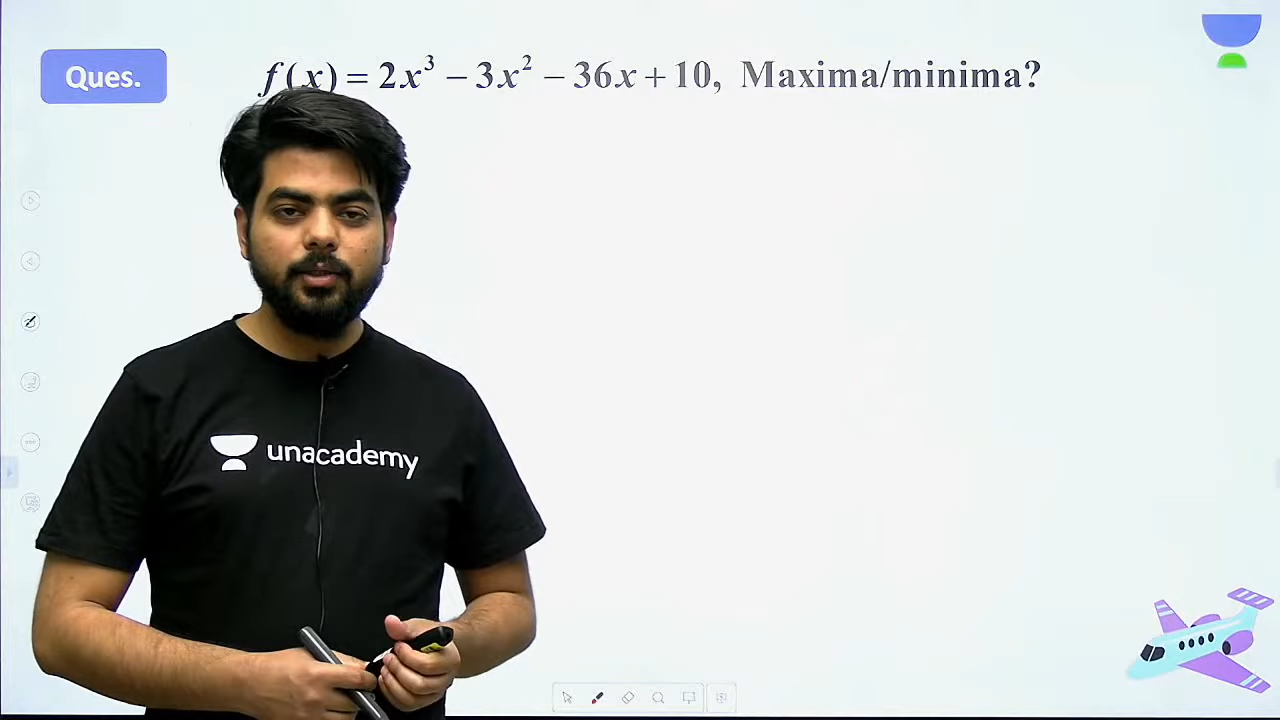 Ques.
f(x) = 2x³ − 3x² − 36x + 10, Maxima/minima?
unacademy